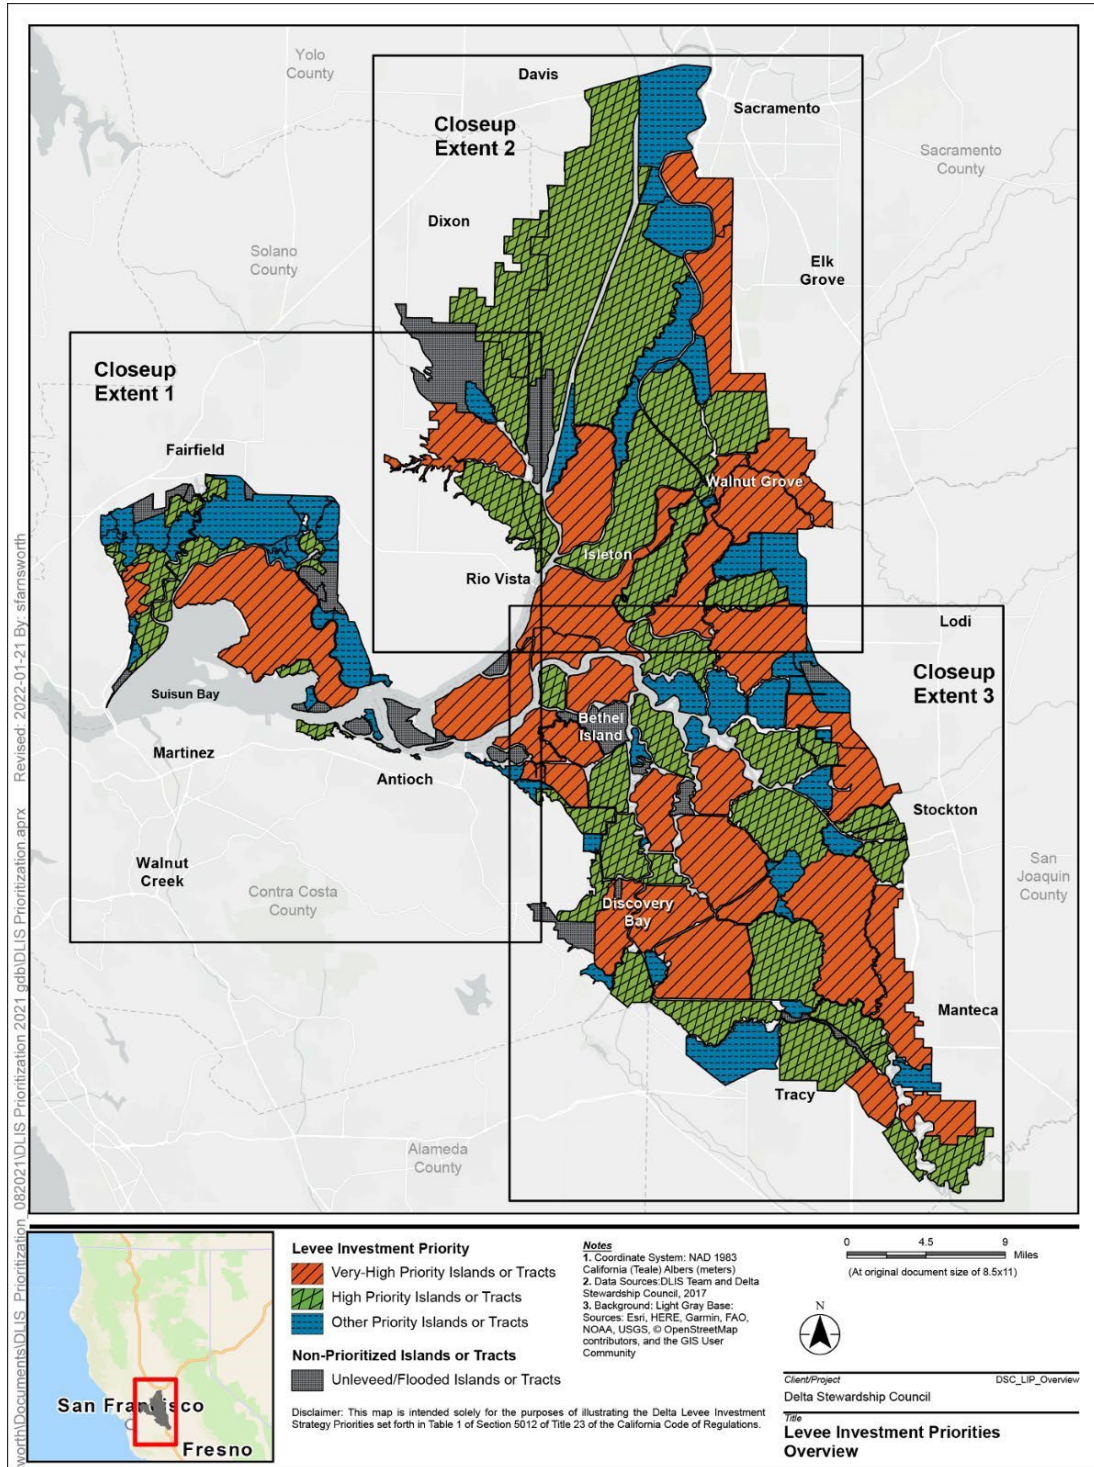 Yolo
County
Davis
Sacramento
Closeup
Extent 2
Sacramento
County
Dixon
Solano
County
Elk
Grove
Closeup
Extent 1
Fairfield
Walnut Grove
Isleton
Rio Vista
Lodi
Closeup
Extent 3
Suisun Bay
Bethel
Island
Martinez
Antioch
Stockton
Walnut
Creek
Contra Costa
County
San
Joaquin
County
Discovery
Bay
Manteca
Tracy
Alameda
County
worth\Documents\DLIS_Prioritization_082021\DLIS Prioritization 2021 gdb\DLIS Prioritization.aprx Revised: 2022-01-21 By: sfarnsworth
San Francisco
Fresno
Levee Investment Priority
Very-High Priority Islands or Tracts
High Priority Islands or Tracts
Other Priority Islands or Tracts
Non-Prioritized Islands or Tracts
Unleveed/Flooded Islands or Tracts
Notes
1. Coordinate System: NAD 1983
California (Teale) Albers (meters)
2. Data Sources:DLIS Team and Delta
Stewardship Council, 2017
3. Background: Light Gray Base:
Sources: Esri, HERE, Garmin, FAO,
NOAA, USGS, © OpenStreetMap
contributors, and the GIS User
Community
Disclaimer: This map is intended solely for the purposes of illustrating the Delta Levee Investment
Strategy Priorities set forth in Table 1 of Section 5012 of Title 23 of the California Code of Regulations.
0 4.5 9
Miles
(At original document size of 8.5x11)
N
Client/Project DSC_LIP_Overview
Delta Stewardship Council
Title
Levee Investment Priorities
Overview